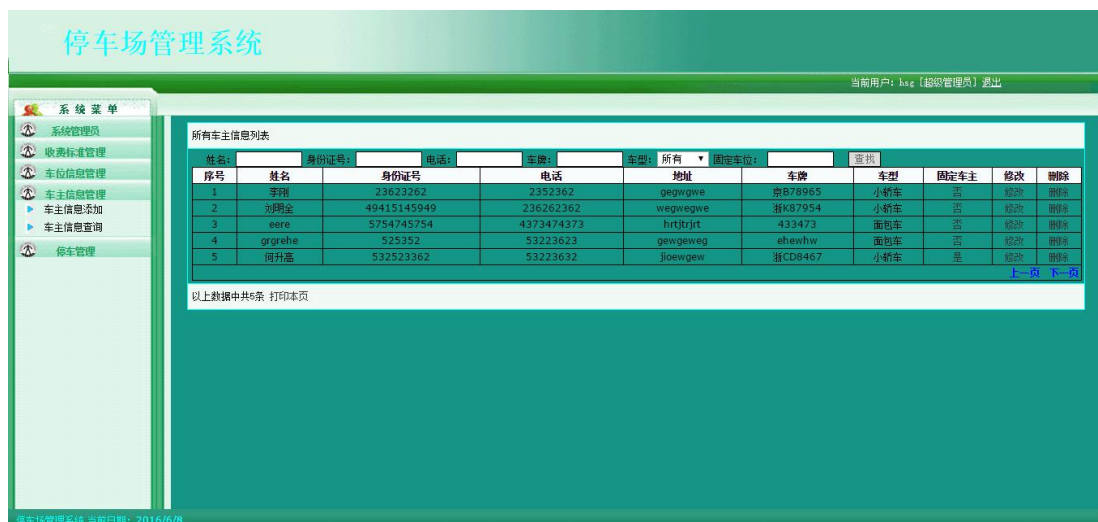 停车场管理系统
当前用户: hsg [超级管理员] 退出
系统菜单
系统管理员
收费标准管理
车位信息管理
车主信息管理
车主信息添加
车主信息查询
停车管理
所有车主信息列表
姓名: 身份证号: 电话: 车牌: 车型: 所有 固定车位: 查找
序号 姓名 身份证号 电话 地址 车牌 车型 固定车主 修改 删除
1 李刚 23623262 2352362 gegwgwe 京B78965 小轿车 否 修改 删除
2 刘明全 49415145949 236262362 wegwegwe 浙K87954 小轿车 否 修改 删除
3 eere 5754745754 4373474373 hrtjtrjrt 433473 面包车 否 修改 删除
4 grgrehe 525352 53223623 gewgeweg ehewhw 面包车 否 修改 删除
5 何升高 532523362 53223632 jioewgew 浙CD8467 小轿车 是 修改 删除
上一页 下一页
以上数据中共5条 打印本页
停车场管理系统 当前日期: 2016/6/8